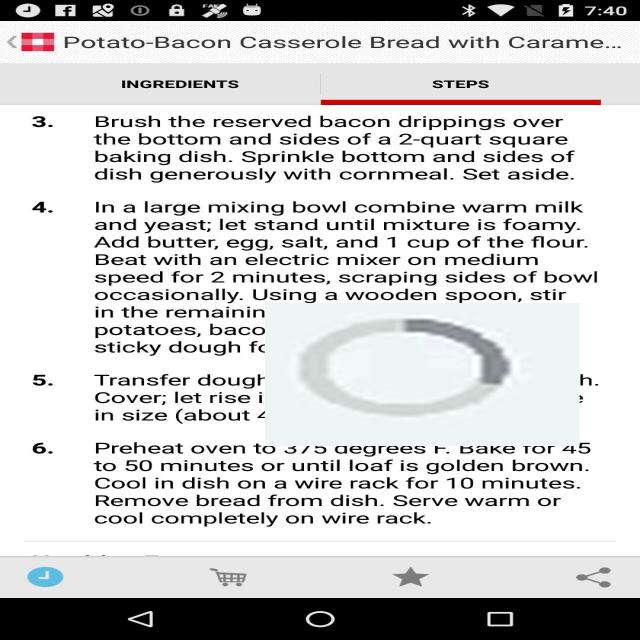 7:40
Potato-Bacon Casserole Bread with Carame...
INGREDIENTS
STEPS
3. Brush the reserved bacon drippings over
the bottom and sides of a 2-quart square
baking dish. Sprinkle bottom and sides of
dish generously with cornmeal. Set aside.
4. In a large mixing bowl combine warm milk
and yeast; let stand until mixture is foamy.
Add butter, egg, salt, and 1 cup of the flour.
Beat with an electric mixer on medium
speed for 2 minutes, scraping sides of bowl
occasionally. Using a wooden spoon, stir
in the remainin
potatoes, baco
sticky dough fo
5. Transfer dough h.
Cover; let rise i
in size (about 4
6. Preheat oven to 375 degrees F. Bake for 45
to 50 minutes or until loaf is golden brown.
Cool in dish on a wire rack for 10 minutes.
Remove bread from dish. Serve warm or
cool completely on wire rack.